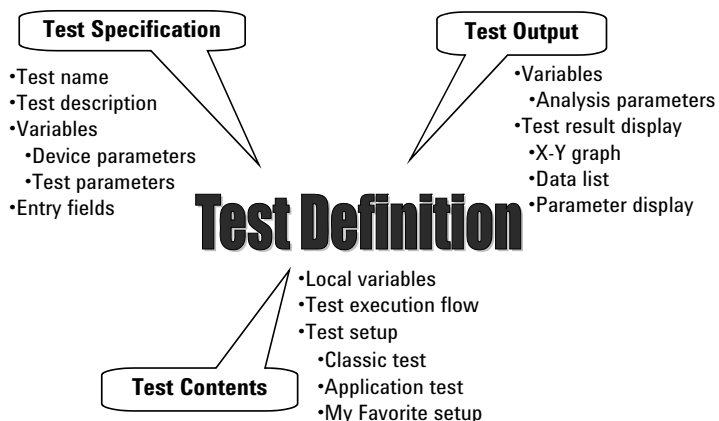 Test Specification
•Test name
•Test description
•Variables
•Device parameters
•Test parameters
•Entry fields
Test Output
•Variables
•Analysis parameters
•Test result display
•X-Y graph
•Data list
•Parameter display
Test Definition
•Local variables
•Test execution flow
•Test setup
•Classic test
•Application test
•My Favorite setup
Test Contents